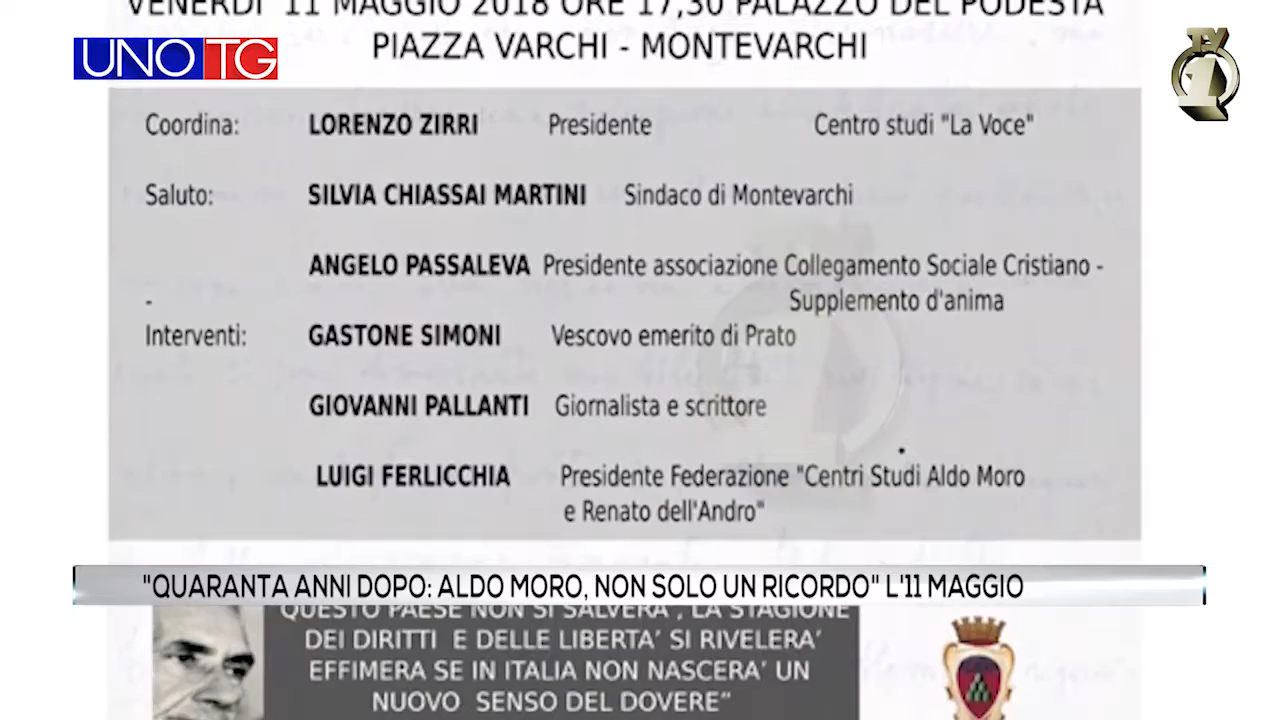 VENERDI' 11 MAGGIO 2018 ORE 17,30 PALAZZO DEL PODESTA
PIAZZA VARCHI - MONTEVARCHI
UNO TG
TV
1
Coordina: LORENZO ZIRRI Presidente Centro studi "La Voce"
Saluto: SILVIA CHIASSAI MARTINI Sindaco di Montevarchi
ANGELO PASSALEVA Presidente associazione Collegamento Sociale Cristiano -
- Supplemento d'anima
Interventi: GASTONE SIMONI Vescovo emerito di Prato
GIOVANNI PALLANTI Giornalista e scrittore
LUIGI FERLICCHIA Presidente Federazione "Centri Studi Aldo Moro
e Renato dell'Andro"
"QUARANTA ANNI DOPO: ALDO MORO, NON SOLO UN RICORDO" L'11 MAGGIO
QUESTO PAESE NON SI SALVERA', LA STAGIONE
DEI DIRITTI E DELLE LIBERTA' SI RIVELERA'
EFFIMERA SE IN ITALIA NON NASCERA' UN
NUOVO SENSO DEL DOVERE"